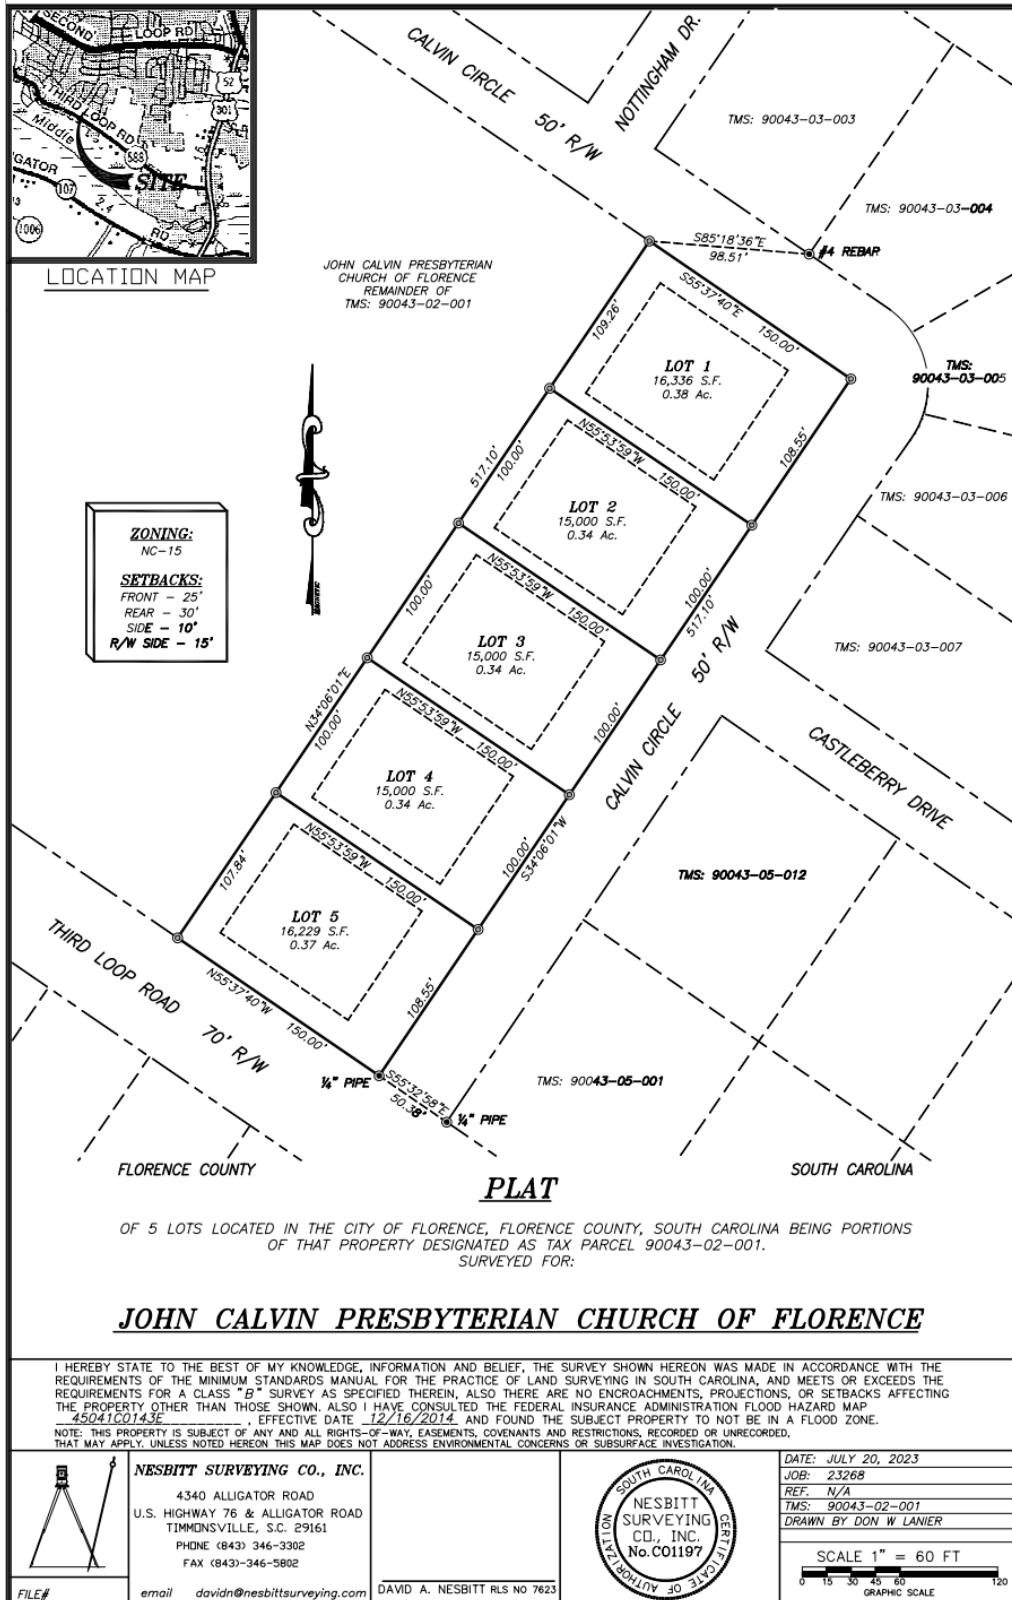 SECOND
LOOP RD
THIRD LOOP RD
Middle
52
301
588
SITE
107
2.4
RD
1006
LOCATION MAP
CALVIN CIRCLE
50' R/W
NOTTINGHAM DR.
TMS: 90043-03-003
TMS: 90043-03-004
#4 REBAR
S85°18'36"E
98.51'
JOHN CALVIN PRESBYTERIAN
CHURCH OF FLORENCE
REMAINDER OF
TMS: 90043-02-001
S55°37'40"E
150.00'
109.26'
LOT 1
16,336 S.F.
0.38 Ac.
TMS:
90043-03-005
108.55'
N55°53'59"W
150.00'
517.10'
100.00'
LOT 2
15,000 S.F.
0.34 Ac.
TMS: 90043-03-006
ZONING:
NC-15
SETBACKS:
FRONT - 25'
REAR - 30'
SIDE - 10'
R/W SIDE - 15'
MAGNETIC
N55°53'59"W
150.00'
100.00'
100.00'
517.10'
50' R/W
LOT 3
15,000 S.F.
0.34 Ac.
TMS: 90043-03-007
N34°06'01"E
100.00'
N55°53'59"W
150.00'
100.00'
CALVIN CIRCLE
CASTLEBERRY DRIVE
LOT 4
15,000 S.F.
0.34 Ac.
N55°53'59"W
150.00'
100.00'
S34°06'01"W
107.84'
TMS: 90043-05-012
LOT 5
16,229 S.F.
0.37 Ac.
THIRD LOOP ROAD
70' R/W
N55°37'40"W
150.00'
108.55'
1/4" PIPE
S55°32'58"E
50.38'
1/4" PIPE
TMS: 90043-05-001
FLORENCE COUNTY
SOUTH CAROLINA
PLAT
OF 5 LOTS LOCATED IN THE CITY OF FLORENCE, FLORENCE COUNTY, SOUTH CAROLINA BEING PORTIONS
OF THAT PROPERTY DESIGNATED AS TAX PARCEL 90043-02-001.
SURVEYED FOR:
JOHN CALVIN PRESBYTERIAN CHURCH OF FLORENCE
I HEREBY STATE TO THE BEST OF MY KNOWLEDGE, INFORMATION AND BELIEF, THE SURVEY SHOWN HEREON WAS MADE IN ACCORDANCE WITH THE
REQUIREMENTS OF THE MINIMUM STANDARDS MANUAL FOR THE PRACTICE OF LAND SURVEYING IN SOUTH CAROLINA, AND MEETS OR EXCEEDS THE
REQUIREMENTS FOR A CLASS "B" SURVEY AS SPECIFIED THEREIN, ALSO THERE ARE NO ENCROACHMENTS, PROJECTIONS, OR SETBACKS AFFECTING
THE PROPERTY OTHER THAN THOSE SHOWN. ALSO I HAVE CONSULTED THE FEDERAL INSURANCE ADMINISTRATION FLOOD HAZARD MAP
45041C0143E, EFFECTIVE DATE 12/16/2014 AND FOUND THE SUBJECT PROPERTY TO NOT BE IN A FLOOD ZONE.
NOTE: THIS PROPERTY IS SUBJECT OF ANY AND ALL RIGHTS-OF-WAY, EASEMENTS, COVENANTS AND RESTRICTIONS, RECORDED OR UNRECORDED,
THAT MAY APPLY. UNLESS NOTED HEREON THIS MAP DOES NOT ADDRESS ENVIRONMENTAL CONCERNS OR SUBSURFACE INVESTIGATION.
FILE#
NESBITT SURVEYING CO., INC.
4340 ALLIGATOR ROAD
U.S. HIGHWAY 76 & ALLIGATOR ROAD
TIMMONSVILLE, S.C. 29161
PHONE (843) 346-3302
FAX (843)-346-5802
email davidn@nesbittsurveying.com
DAVID A. NESBITT RLS NO 7623
SOUTH CAROLINA
CERTIFICATE OF AUTHORIZATION
NESBITT
SURVEYING
CO., INC.
No.C01197
DATE: JULY 20, 2023
JOB: 23268
REF. N/A
TMS: 90043-02-001
DRAWN BY DON W LANIER
SCALE 1" = 60 FT
0 15 30 45 60 120
GRAPHIC SCALE